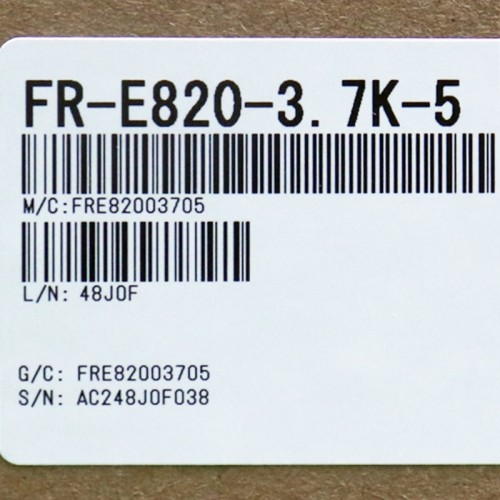 FR-E820-3.7K-5
M/C:FRE82003705
L/N: 48J0F
G/C: FRE82003705
S/N: AC248J0F038